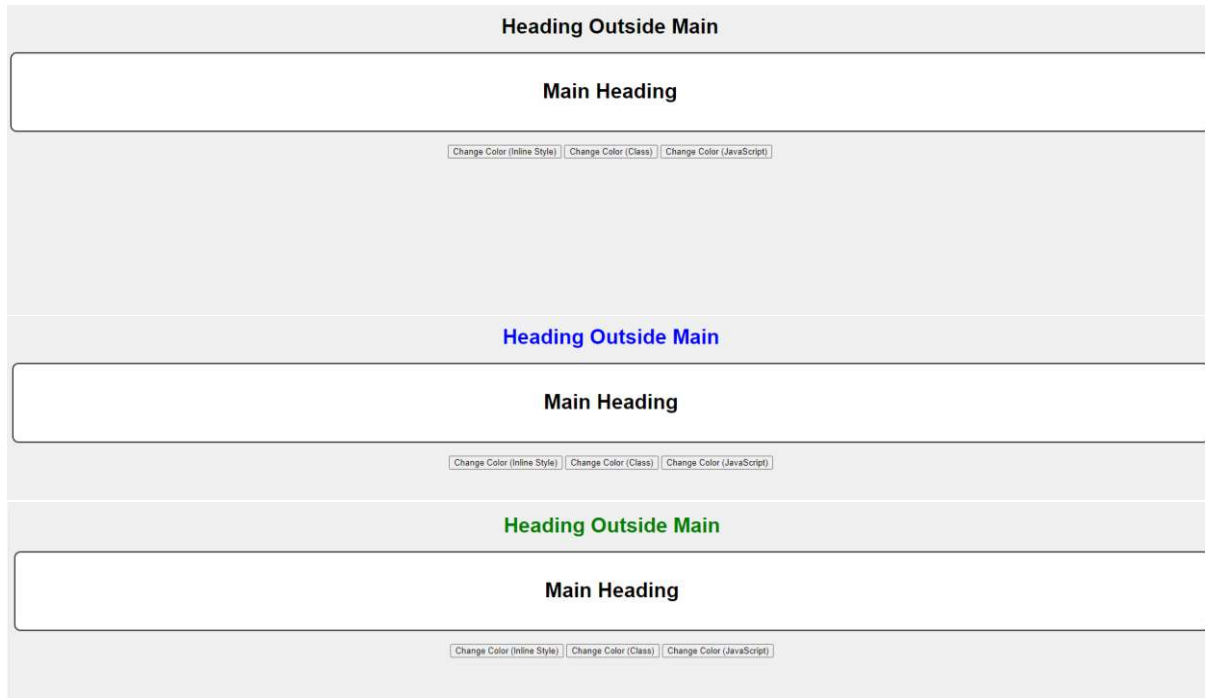 Heading Outside Main
Main Heading
Change Color (Inline Style) Change Color (Class) Change Color (JavaScript)
Heading Outside Main
Main Heading
Change Color (Inline Style) Change Color (Class) Change Color (JavaScript)
Heading Outside Main
Main Heading
Change Color (Inline Style) Change Color (Class) Change Color (JavaScript)